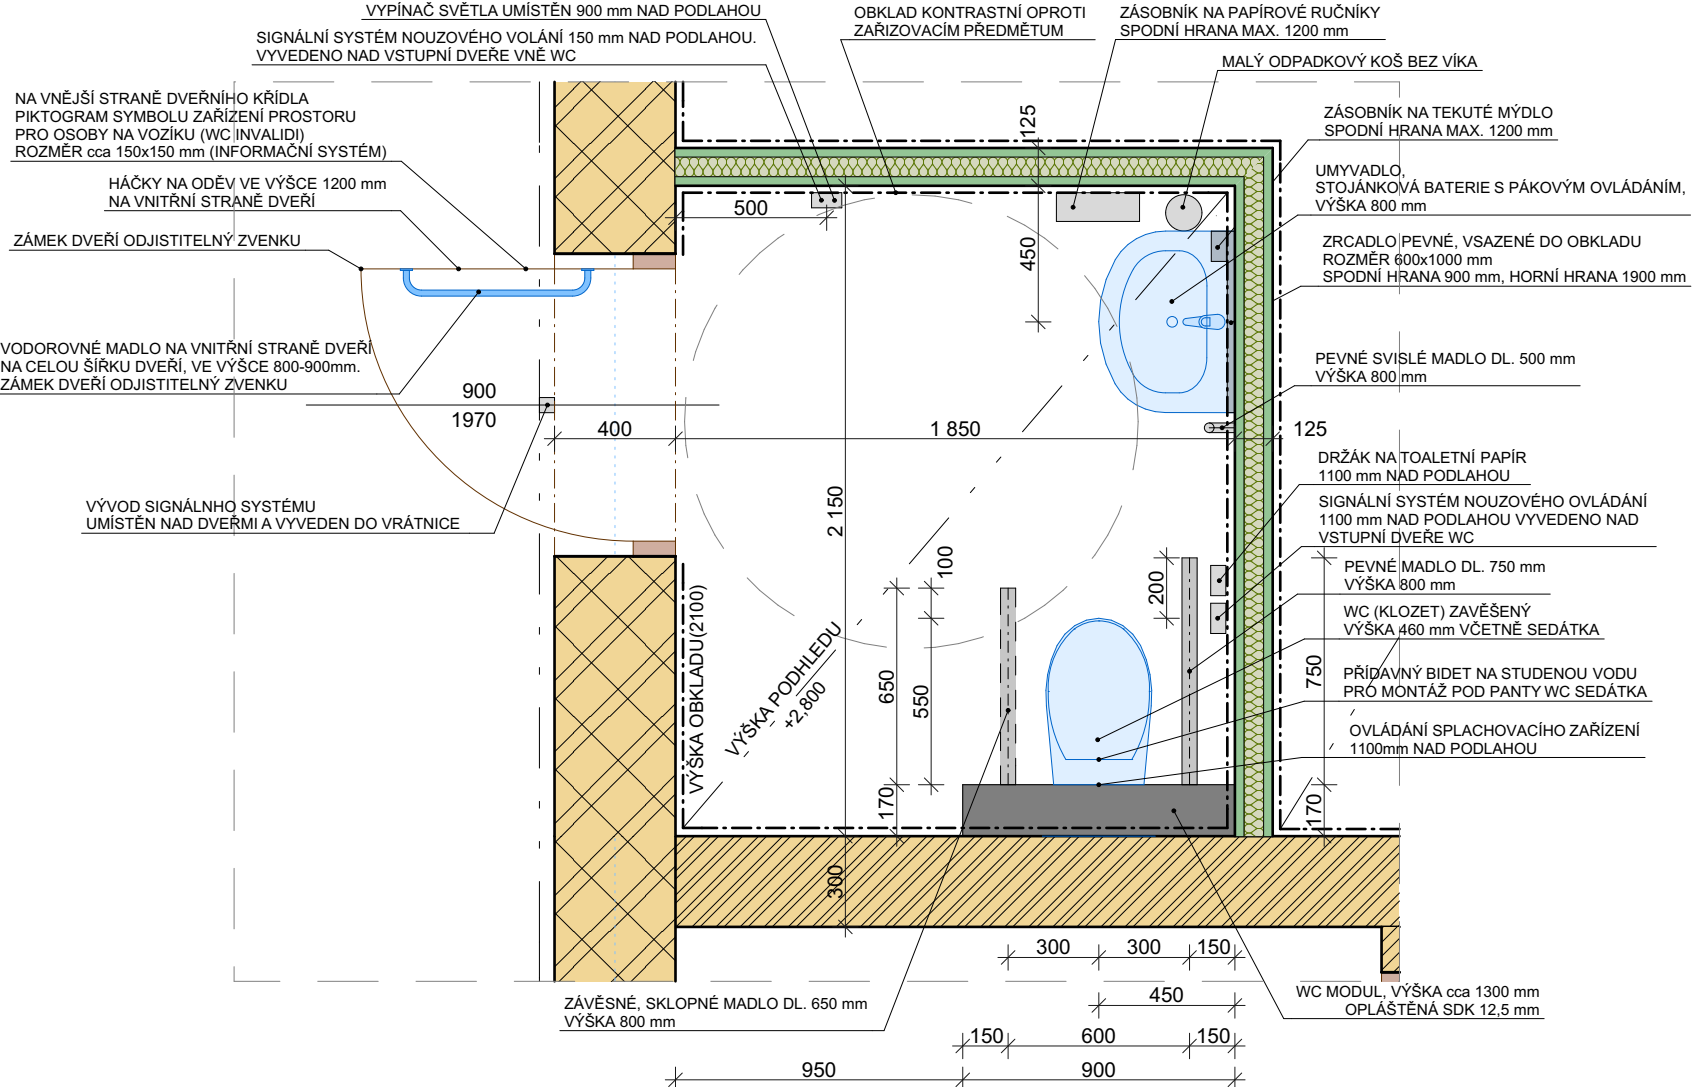 VYPÍNAČ SVĚTLA UMÍSTĚN 900 mm NAD PODLAHOU
SIGNÁLNÍ SYSTÉM NOUZOVÉHO VOLÁNÍ 150 mm NAD PODLAHOU.
VYVEDENO NAD VSTUPNÍ DVEŘE VNĚ WC
OBKLAD KONTRASTNÍ OPROTI
ZAŘIZOVACÍM PŘEDMĚTUM
ZÁSOBNÍK NA PAPÍROVÉ RUČNÍKY
SPODNÍ HRANA MAX. 1200 mm
MALÝ ODPADKOVÝ KOŠ BEZ VÍKA
NA VNĚJŠÍ STRANĚ DVEŘNÍHO KŘÍDLA
PIKTOGRAM SYMBOLU ZAŘÍZENÍ PROSTORU
PRO OSOBY NA VOZÍKU (WC INVALIDI)
ROZMĚR cca 150x150 mm (INFORMAČNÍ SYSTÉM)
HÁČKY NA ODĚV VE VÝŠCE 1200 mm
NA VNITŘNÍ STRANĚ DVEŘÍ
ZÁMEK DVEŘÍ ODJISTITELNÝ ZVENKU
ZÁSOBNÍK NA TEKUTÉ MÝDLO
SPODNÍ HRANA MAX. 1200 mm
UMYVADLO,
STOJÁNKOVÁ BATERIE S PÁKOVÝM OVLÁDÁNÍM,
VÝŠKA 800 mm
ZRCADLO PEVNÉ, VSAZENÉ DO OBKLADU
ROZMĚR 600x1000 mm
SPODNÍ HRANA 900 mm, HORNÍ HRANA 1900 mm
125
500
450
VODOROVNÉ MADLO NA VNITŘNÍ STRANĚ DVEŘÍ
NA CELOU ŠÍŘKU DVEŘÍ, VE VÝŠCE 800-900mm.
ZÁMEK DVEŘÍ ODJISTITELNÝ ZVENKU
900
1970
400
1 850
125
PEVNÉ SVISLÉ MADLO DL. 500 mm
VÝŠKA 800 mm
DRŽÁK NA TOALETNÍ PAPÍR
1100 mm NAD PODLAHOU
SIGNÁLNÍ SYSTÉM NOUZOVÉHO OVLÁDÁNÍ
1100 mm NAD PODLAHOU VYVEDENO NAD
VSTUPNÍ DVEŘE WC
VÝVOD SIGNÁLNHO SYSTÉMU
UMÍSTĚN NAD DVEŘMI A VYVEDEN DO VRÁTNICE
2 150
100
200
PEVNÉ MADLO DL. 750 mm
VÝŠKA 800 mm
WC (KLOZET) ZAVĚŠENÝ
VÝŠKA 460 mm VČETNĚ SEDÁTKA
PŘÍDAVNÝ BIDET NA STUDENOU VODU
PRO MONTÁŽ POD PANTY WC SEDÁTKA
OVLÁDÁNÍ SPLACHOVACÍHO ZAŘÍZENÍ
1100mm NAD PODLAHOU
VÝŠKA OBKLADU(2100)
VÝŠKA PODHLEDU
+2,800
650
550
750
170
170
300
300
300
150
450
ZÁVĚSNÉ, SKLOPNÉ MADLO DL. 650 mm
VÝŠKA 800 mm
WC MODUL, VÝŠKA cca 1300 mm
OPLÁŠTĚNÁ SDK 12,5 mm
150
600
150
950
900